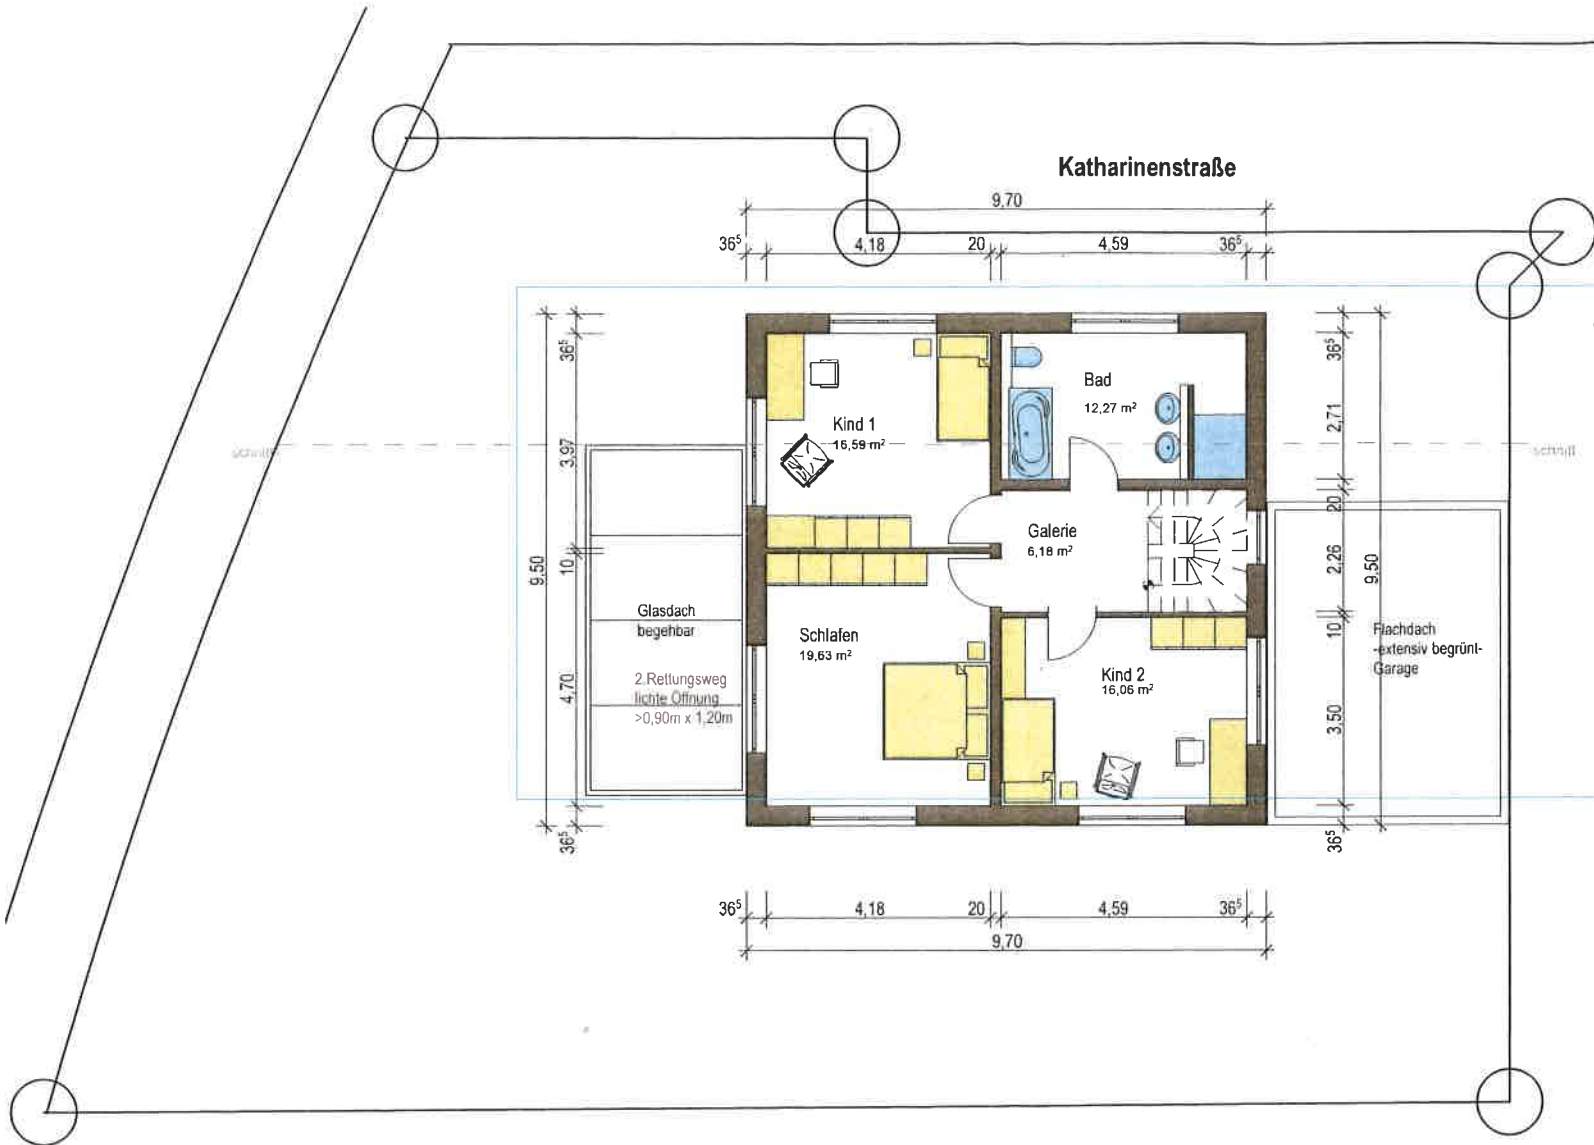 Katharinenstraße
9,70
36⁵
4,18
20
4,59
36⁵
36⁵
3,97
10
4,70
36⁵
9,50
36⁵
2,71
20
2,26
10
3,50
36⁵
9,50
schnitt
schnitt
Kind 1
16,59 m²
Bad
12,27 m²
Galerie
6,18 m²
Schlafen
19,63 m²
Kind 2
16,06 m²
Glasdach
begehbar
2.Rettungsweg
lichte Öffnung
>0,90m x 1,20m
Flachdach
-extensiv begrünt-
Garage
36⁵
4,18
20
4,59
36⁵
9,70